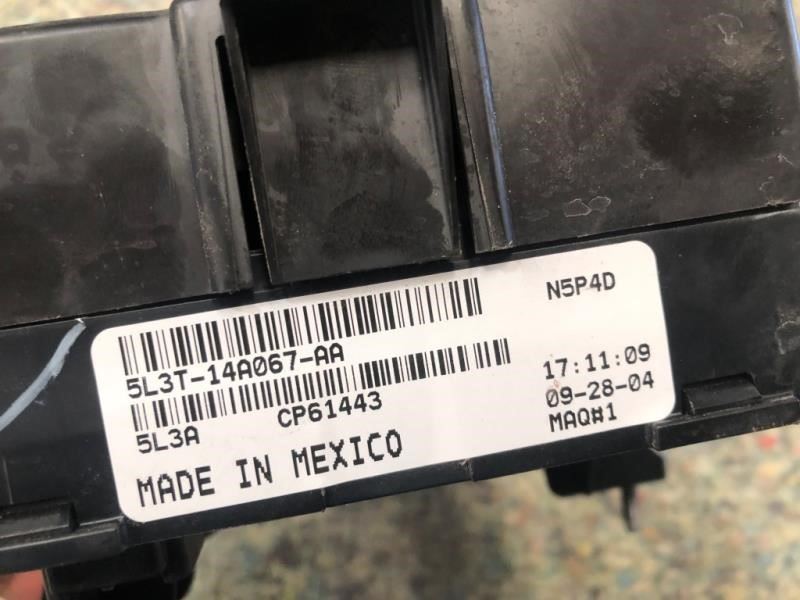 N5P4D
5L3T-14A067-AA
17:11:09
5L3A CP61443
09-28-04
MADE IN MEXICO
MAQ#1